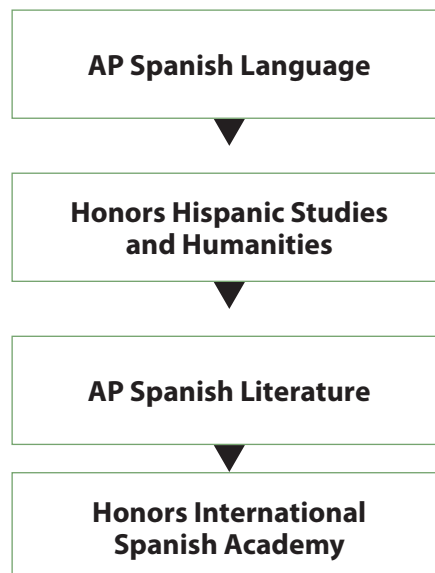 AP Spanish Language
Honors Hispanic Studies
and Humanities
AP Spanish Literature
Honors International
Spanish Academy